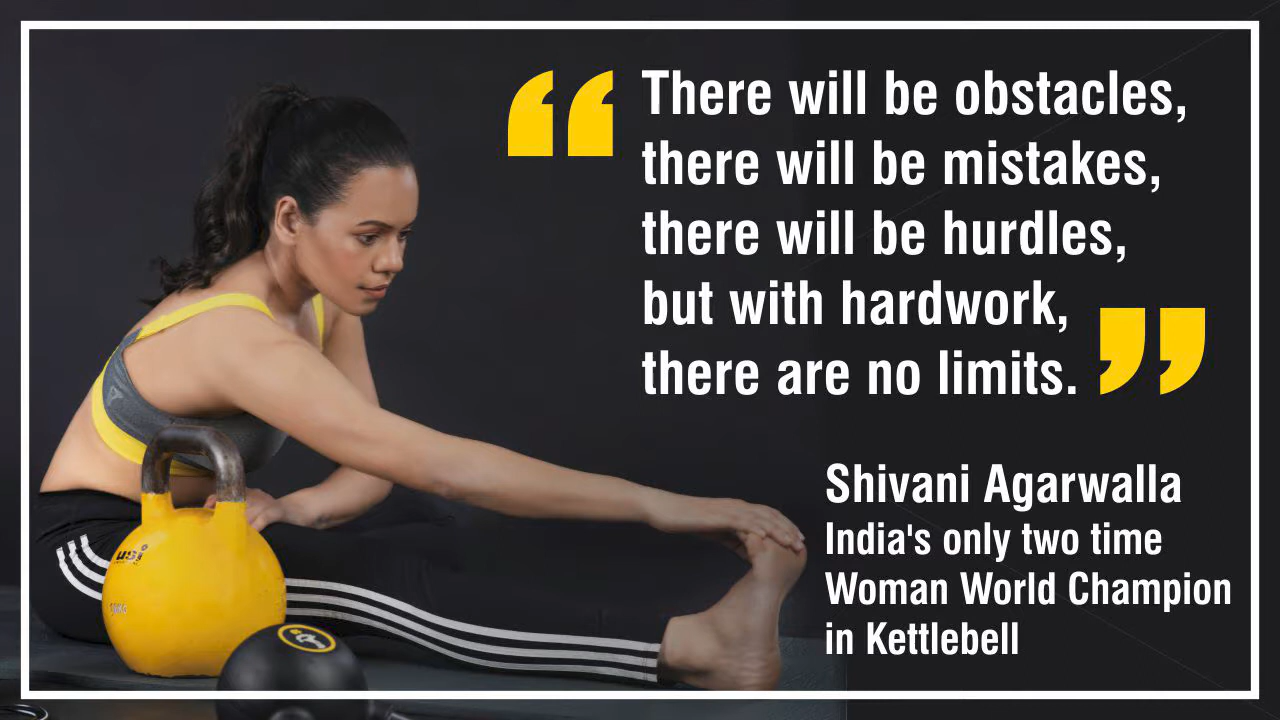 There will be obstacles,
there will be mistakes,
there will be hurdles,
but with hardwork,
there are no limits.
Shivani Agarwalla
India's only two time
Woman World Champion
in Kettlebell
usi